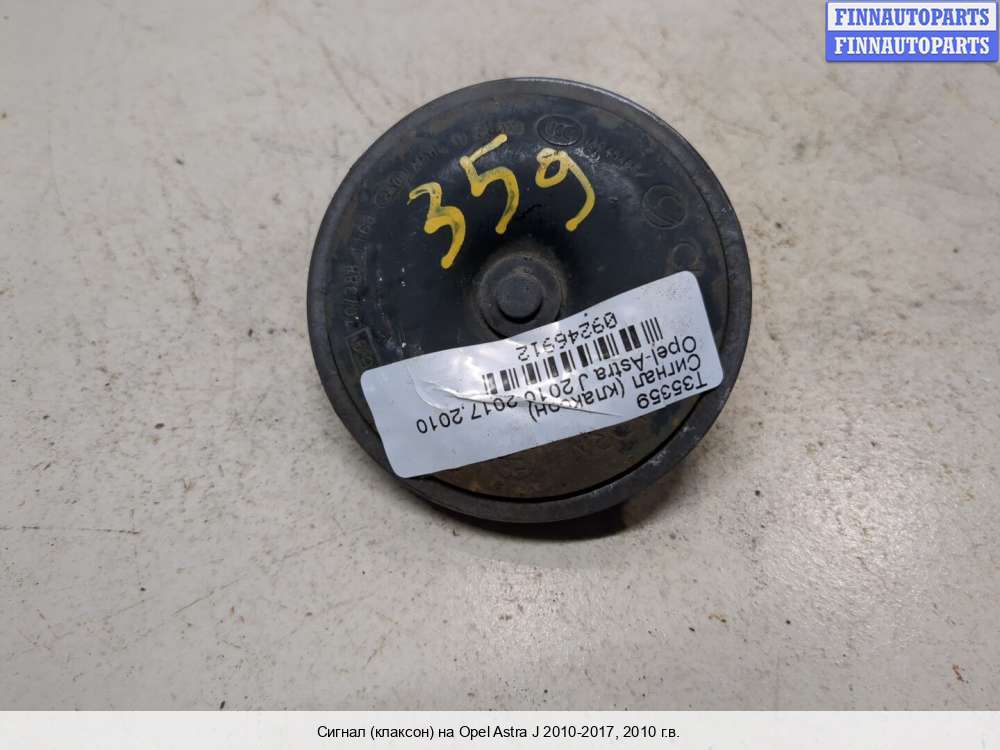 FINNAUTOPARTS
FINNAUTOPARTS
359
T35359
Сигнал (клаксон)
Opel-Astra J 2010-2017,2010
09246912
Сигнал (клаксон) на Opel Astra J 2010-2017, 2010 г.в.